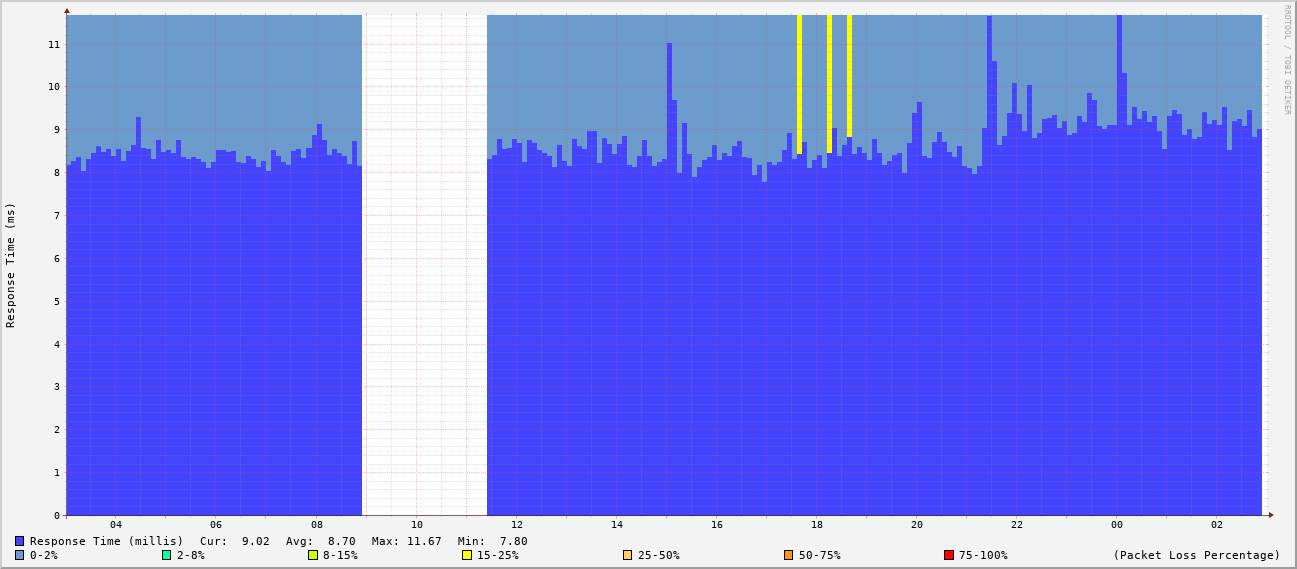 RRDTOOL / TOBI OETIKER
Response Time (ms)
11
10
9
8
7
6
5
4
3
2
1
0
04 06 08 10 12 14 16 18 20 22 00 02
Response Time (millis) Cur: 9.02 Avg: 8.70 Max: 11.67 Min: 7.80
0-2% 2-8% 8-15% 15-25% 25-50% 50-75% 75-100% (Packet Loss Percentage)